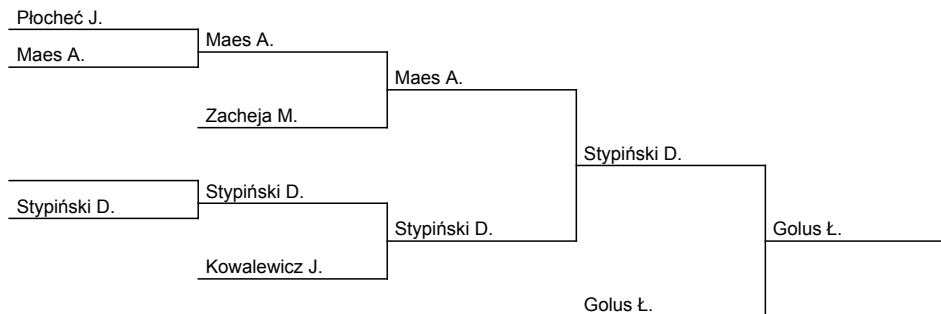 Płocheć J.
Maes A.
Maes A.
Maes A.
Zacheja M.
Stypiński D.
Stypiński D.
Stypiński D.
Stypiński D.
Kowalewicz J.
Golus Ł.
Golus Ł.